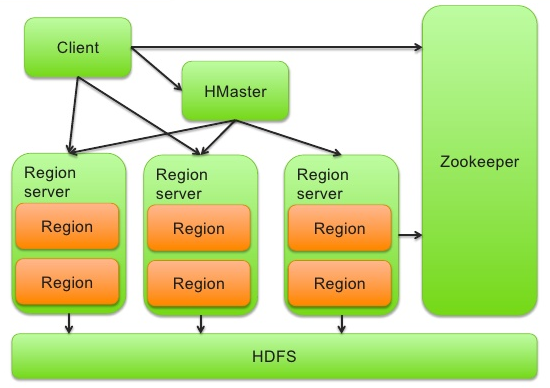 Client
HMaster
Zookeeper
Region
server
Region
Region
Region
server
Region
Region
Region
server
Region
Region
HDFS